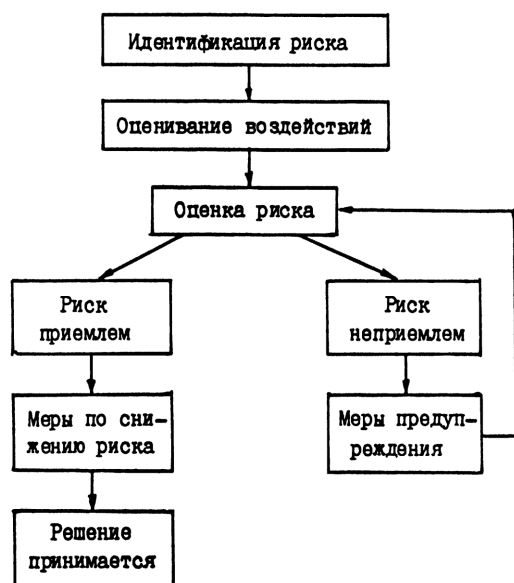 Идентификация риска
Оценивание воздействий
Оценка риска
Риск
приемлем
Риск
неприемлем
Меры по сни-
жению риска
Меры предуп-
реждения
Решение
принимается